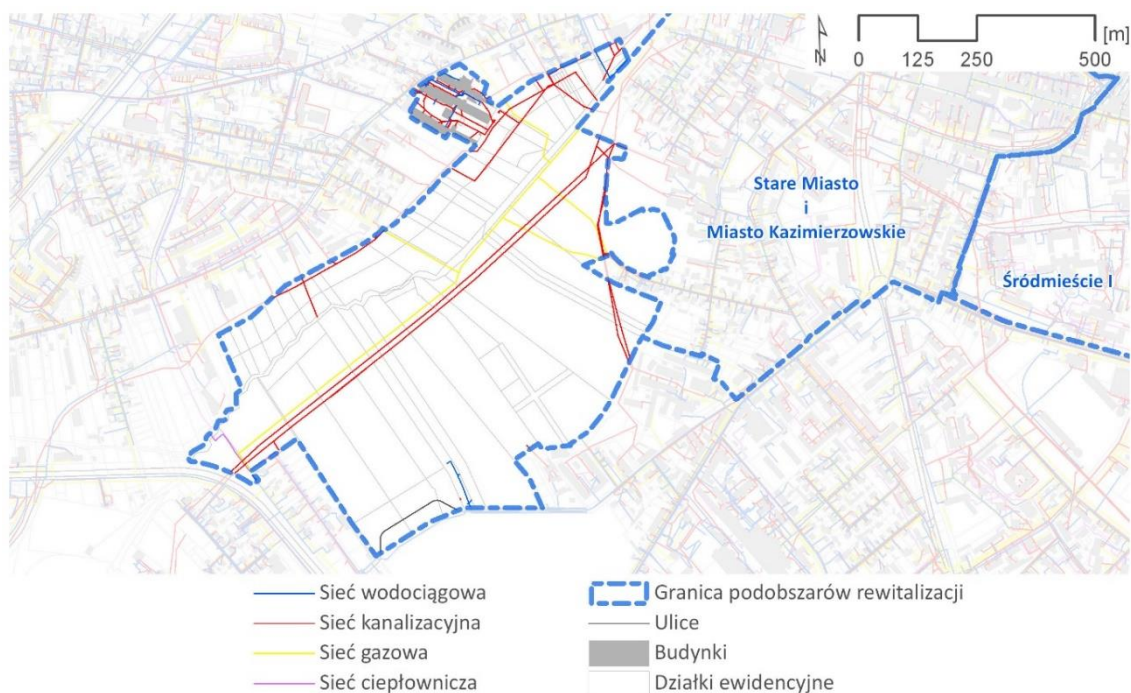 N
[m]
0 125 250 500
Stare Miasto
i
Miasto Kazimierzowskie
Śródmieście I
Sieć wodociągowa
Sieć kanalizacyjna
Sieć gazowa
Sieć ciepłownicza
Granica podobszarów rewitalizacji
Ulice
Budynki
Działki ewidencyjne